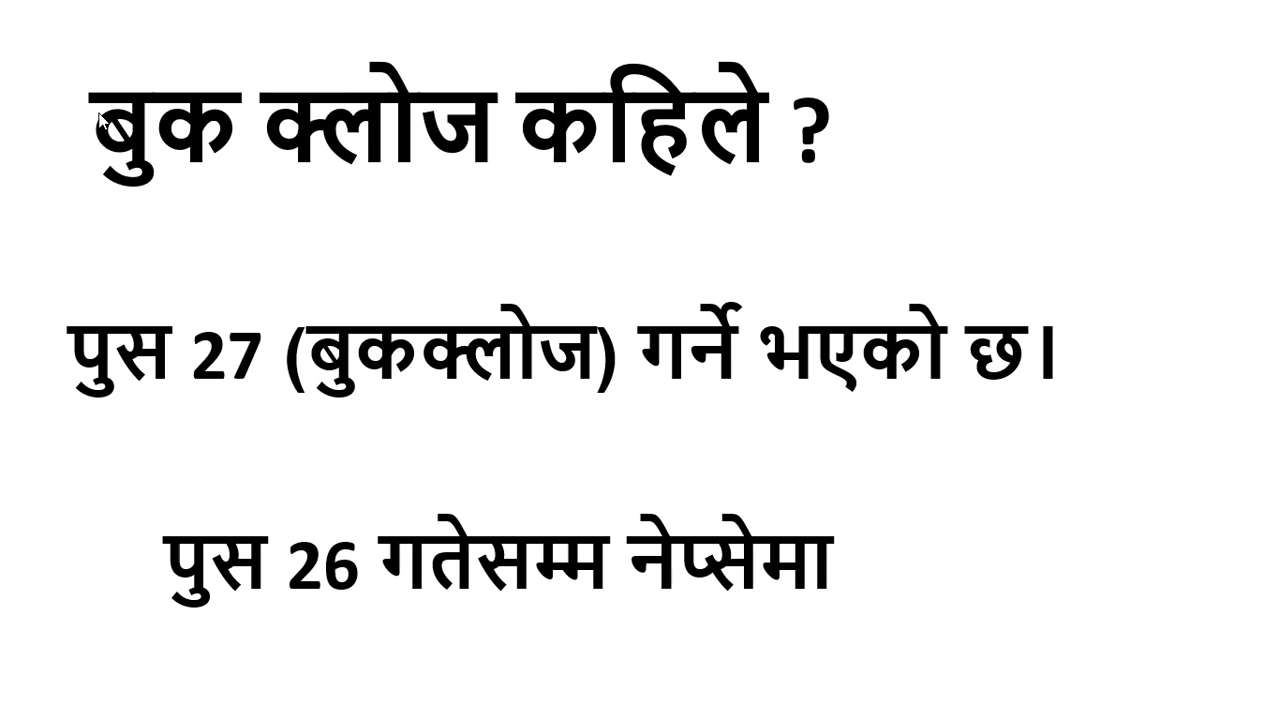 बुक क्लोज कहिले ?
पुस 27 (बुकक्लोज) गर्ने भएको छ।
पुस 26 गतेसम्म नेप्सेमा